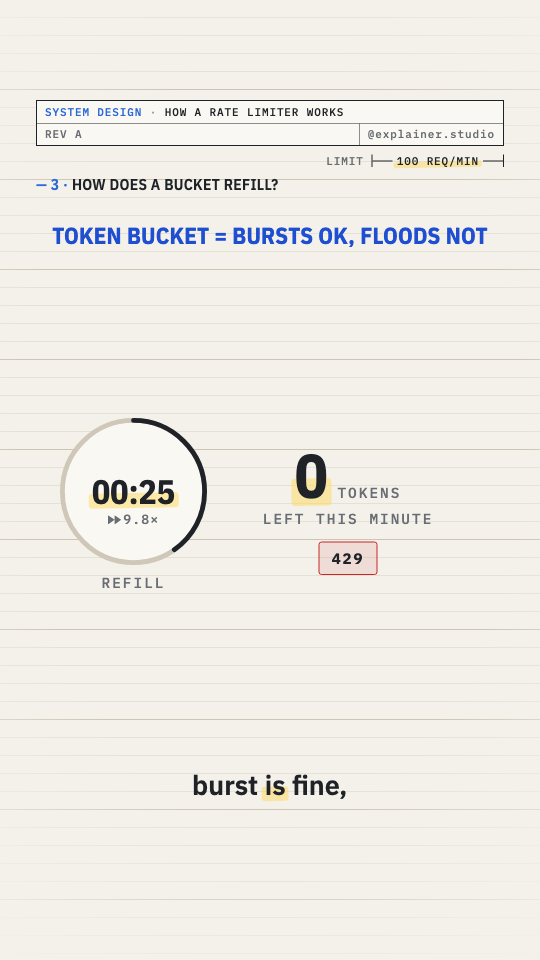 SYSTEM DESIGN · HOW A RATE LIMITER WORKS
REV A
@explainer.studio
LIMIT 100 REQ/MIN
— 3 · HOW DOES A BUCKET REFILL?
TOKEN BUCKET = BURSTS OK, FLOODS NOT
00:25
9.8×
REFILL
0 TOKENS
LEFT THIS MINUTE
429
burst is fine,